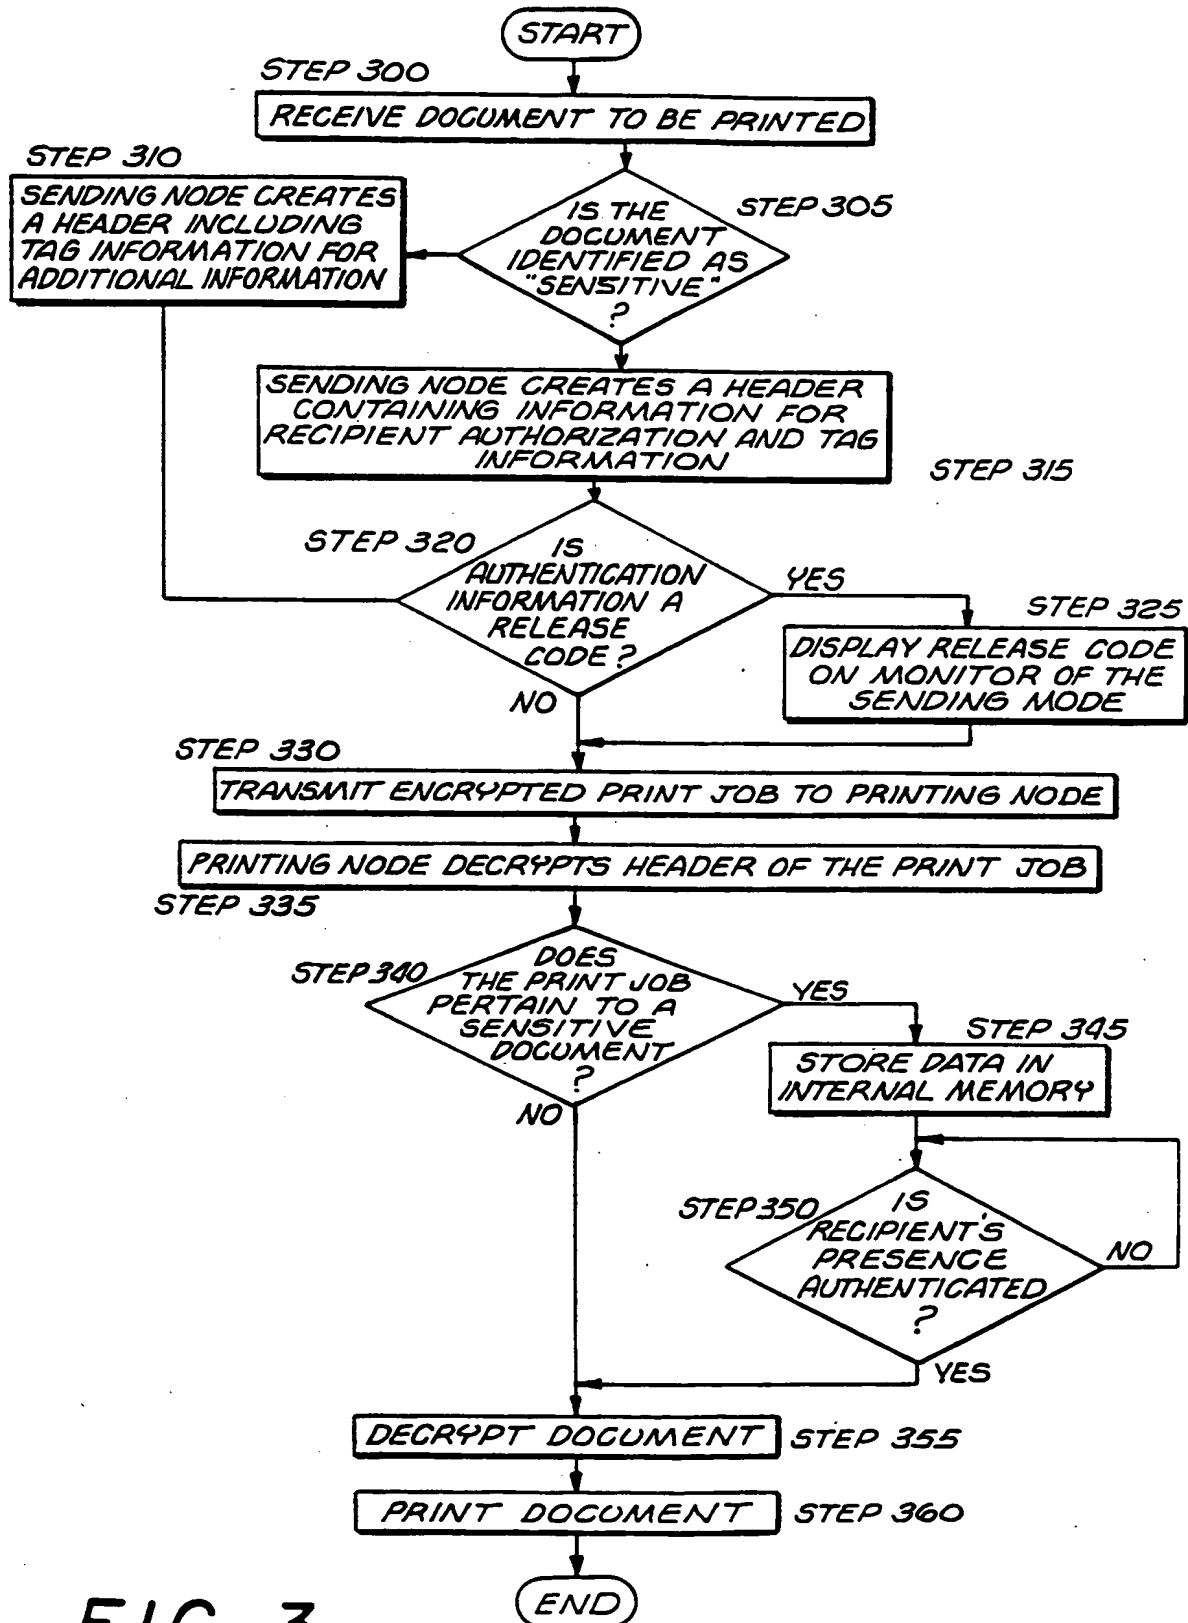 START
STEP 300
RECEIVE DOCUMENT TO BE PRINTED
STEP 310
SENDING NODE CREATES
A HEADER INCLUDING
TAG INFORMATION FOR
ADDITIONAL INFORMATION
STEP 305
IS THE
DOCUMENT
IDENTIFIED AS
"SENSITIVE"
?
SENDING NODE CREATES A HEADER
CONTAINING INFORMATION FOR
RECIPIENT AUTHORIZATION AND TAG
INFORMATION
STEP 315
STEP 320
IS
AUTHENTICATION
INFORMATION A
RELEASE
CODE?
YES
NO
STEP 325
DISPLAY RELEASE CODE
ON MONITOR OF THE
SENDING MODE
STEP 330
TRANSMIT ENCRYPTED PRINT JOB TO PRINTING NODE
PRINTING NODE DECRYPTS HEADER OF THE PRINT JOB
STEP 335
STEP 340
DOES
THE PRINT JOB
PERTAIN TO A
SENSITIVE
DOCUMENT
?
YES
NO
STEP 345
STORE DATA IN
INTERNAL MEMORY
STEP 350
IS
RECIPIENT'S
PRESENCE
AUTHENTICATED
?
NO
YES
DECRYPT DOCUMENT
STEP 355
PRINT DOCUMENT
STEP 360
END
FIG. 3